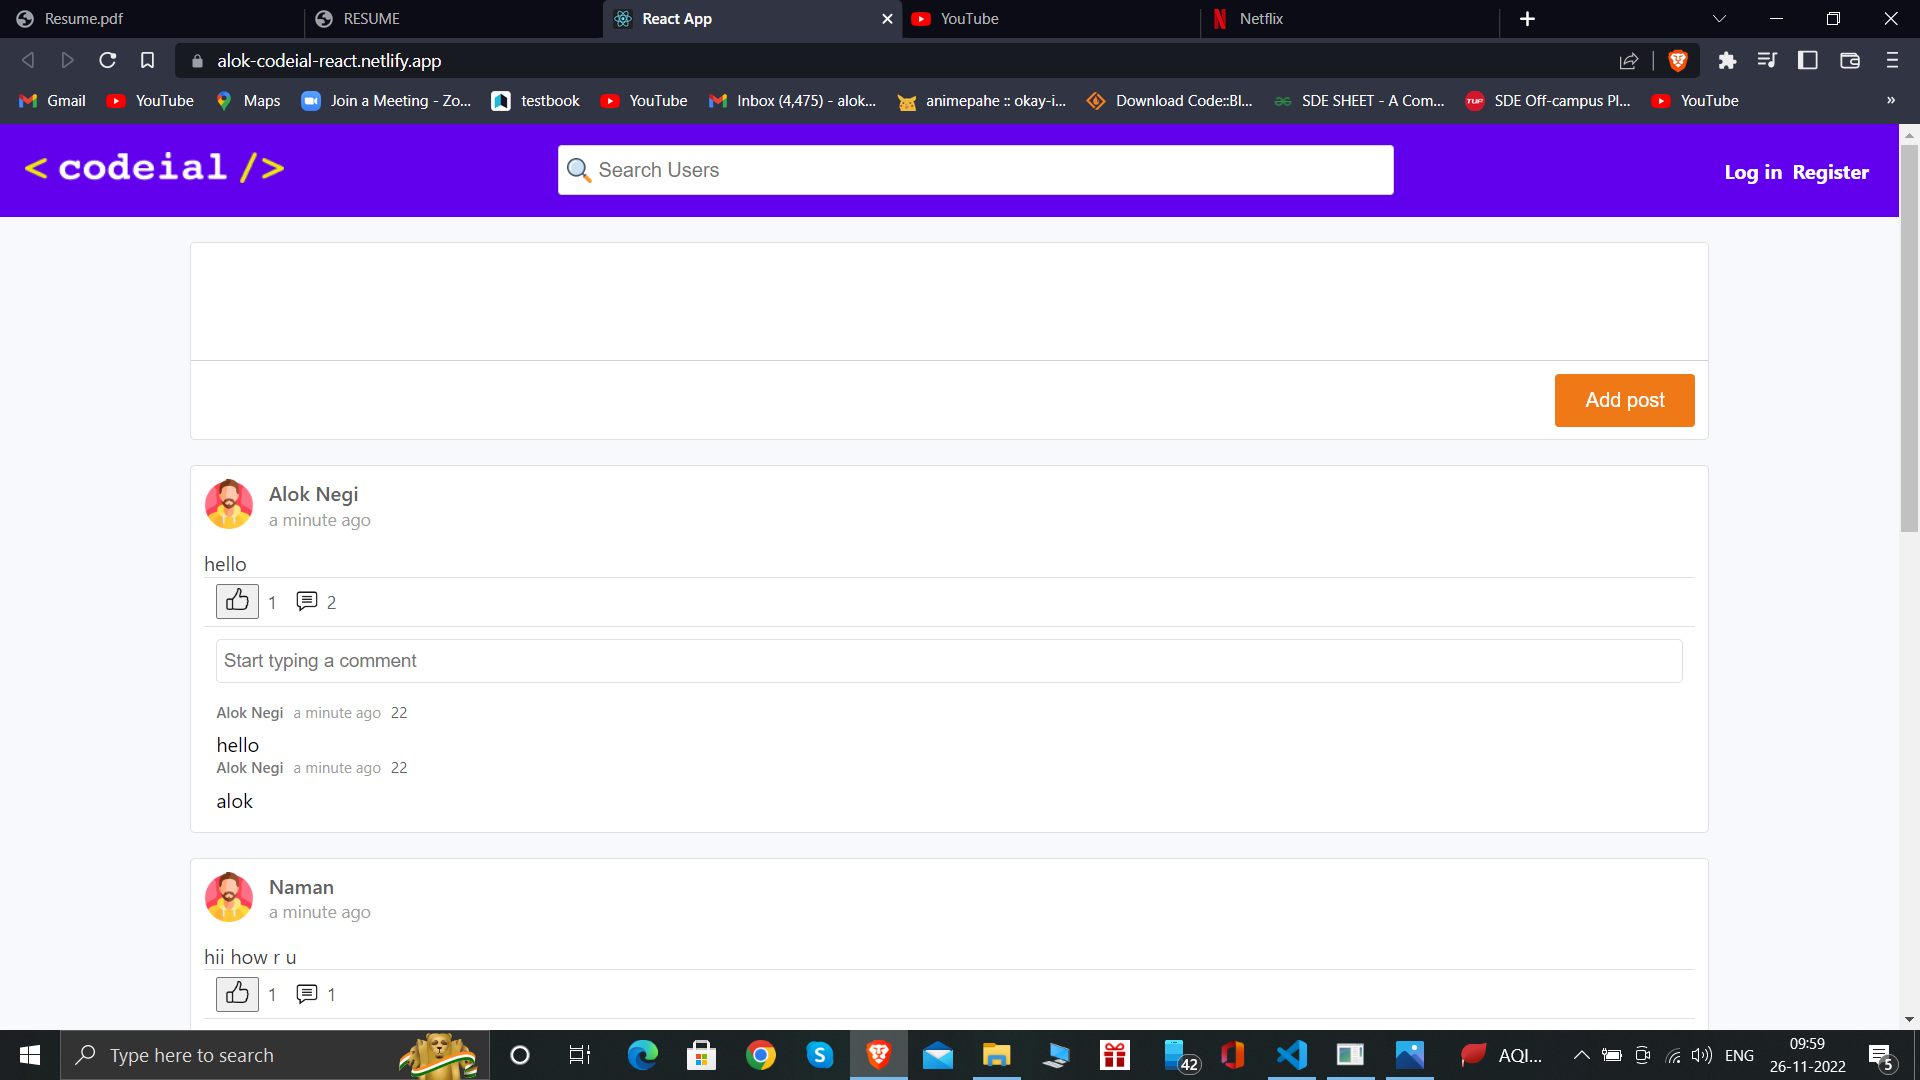 Resume.pdf
RESUME
React App
YouTube
Netflix
alok-codeial-react.netlify.app
Gmail
YouTube
Maps
Join a Meeting - Zo...
testbook
YouTube
Inbox (4,475) - alok...
animepahe :: okay-i...
Download Code::Bl...
SDE SHEET - A Com...
TUF
SDE Off-campus Pl...
YouTube
»
< codeial />
Search Users
Log in Register
Add post
Alok Negi
a minute ago
hello
1 2
Start typing a comment
Alok Negi a minute ago 22
hello
Alok Negi a minute ago 22
alok
Naman
a minute ago
hii how r u
1 1
Type here to search
42
AQI...
ENG
09:59
26-11-2022
5